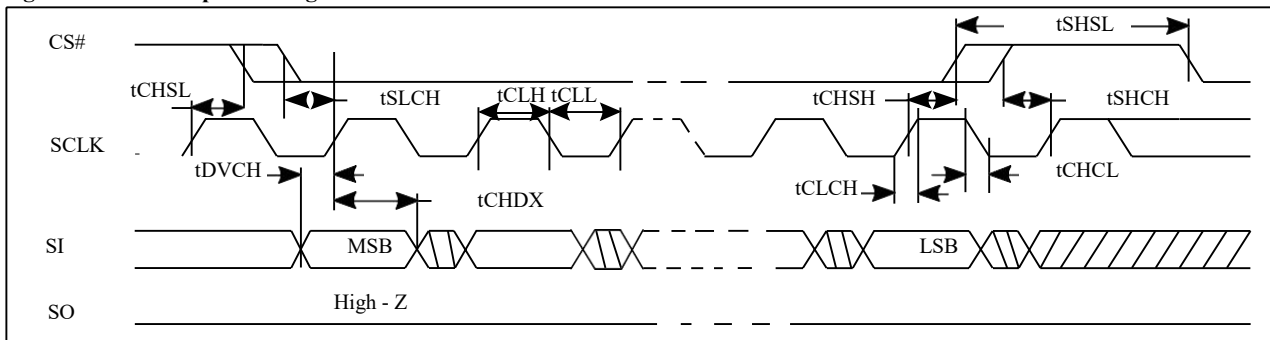 CS#
tSHSL
tCHSL
tSLCH
tCLH
tCLL
tCHSH
tSHCH
SCLK
tDVCH
tCHDX
tCLCH
tCHCL
SI
MSB
LSB
High - Z
SO